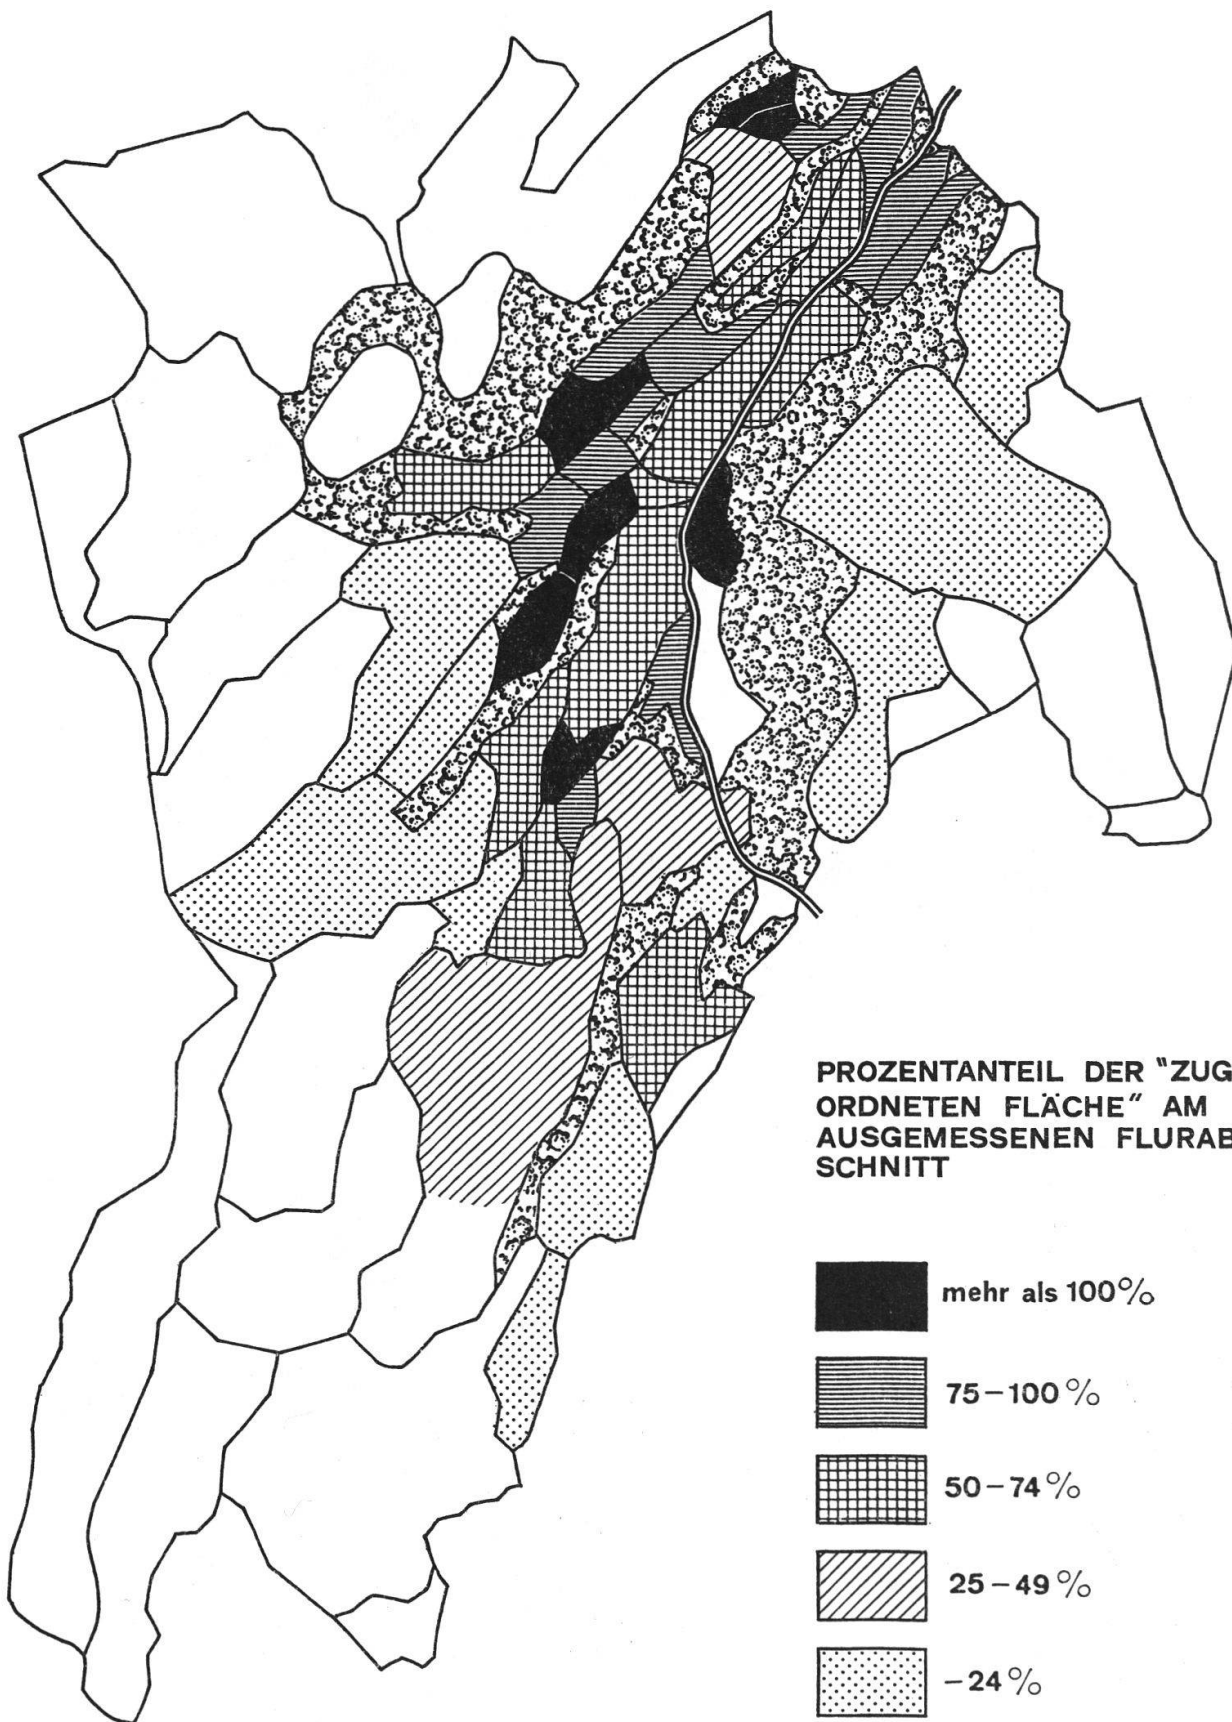 PROZENTANTEIL DER "ZUG
ORDNETEN FLÄCHE" AM
AUSGEMESSENEN FLURAB
SCHNITT
mehr als 100%
75-100%
50-74%
25-49%
-24%